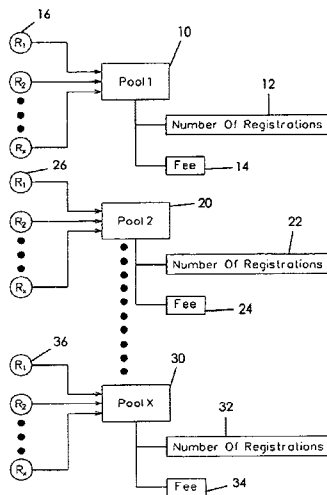 16
10
R1
Pool 1
12
R2
Number Of Registrations
Rx
Fee
14
26
20
R1
Pool 2
22
R2
Number Of Registrations
Rx
Fee
24
36
30
R1
Pool X
32
R2
Number Of Registrations
Rx
Fee
34